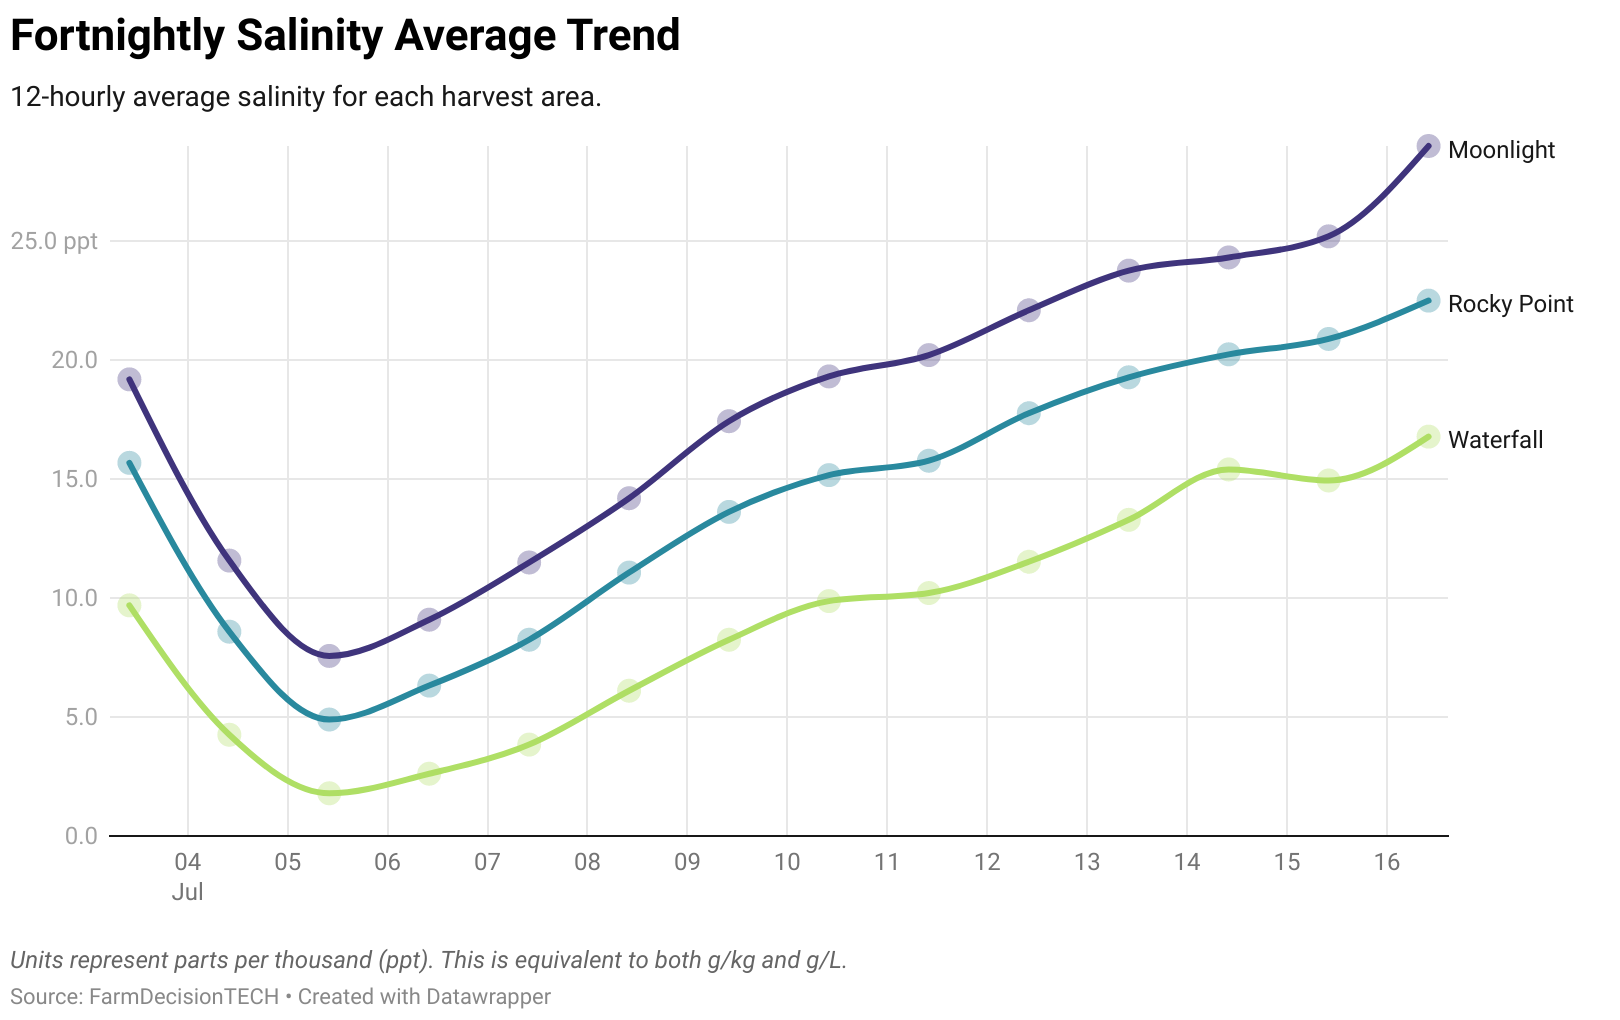 Fortnightly Salinity Average Trend
12-hourly average salinity for each harvest area.
Moonlight
25.0 ppt
Rocky Point
20.0
Waterfall
15.0
10.0
5.0
0.0
04 05 06 07 08 09 10 11 12 13 14 15 16
Jul
Units represent parts per thousand (ppt). This is equivalent to both g/kg and g/L.
Source: FarmDecisionTECH • Created with Datawrapper